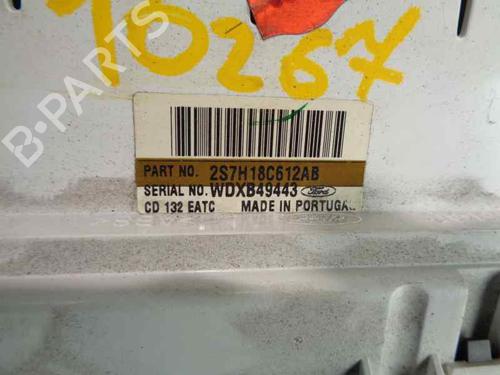 10267
B-PARTS
PART NO. 2S7H18C612AB
SERIAL NO. WDXB49443 Ford
CD 132 EATC MADE IN PORTUGAL